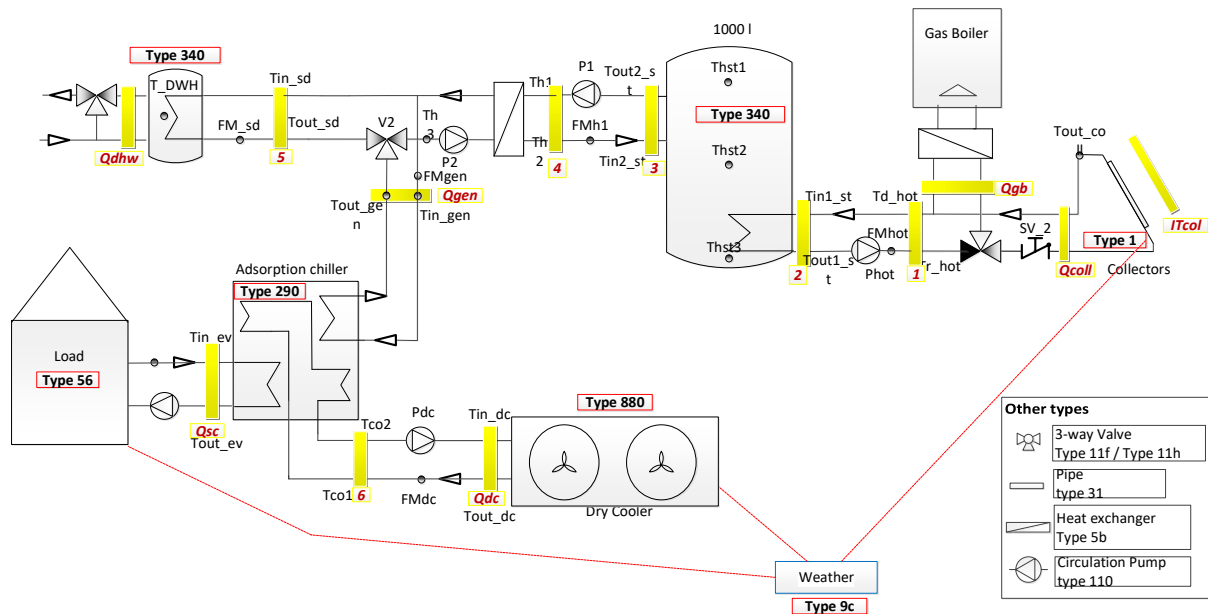 1000 l
Gas Boiler
Type 340
T_DWH
Tin_sd
FM_sd
Tout_sd
Qdhw
5
V2
Th
3
P2
FMgen
Th1
Th
2
4
P1
FMh1
Tout2_s
t
Tin2_st
3
Thst1
Type 340
Thst2
Thst3
Tin1_st
Tout1_s
t
2
Td_hot
FMhot
Phot
1
Tr_hot
Qgb
SV_2
Tout_co
Type 1
Collectors
Qcoll
ITcol
Tout_ge
n
Tin_gen
Qgen
Adsorption chiller
Type 290
Load
Type 56
Tin_ev
Qsc
Tout_ev
Tco2
Tco1
6
Pdc
FMdc
Tin_dc
Qdc
Tout_dc
Type 880
Dry Cooler
Weather
Type 9c
Other types
3-way Valve
Type 11f / Type 11h
Pipe
type 31
Heat exchanger
Type 5b
Circulation Pump
type 110